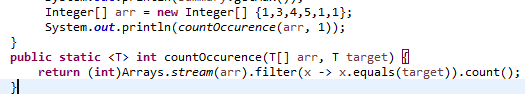 Integer[] arr = new Integer[] {1,3,4,5,1,1};
System.out.println(countOccurence(arr, 1));
}
public static <T> int countOccurence(T[] arr, T target) {
return (int)Arrays.stream(arr).filter(x -> x.equals(target)).count();
}